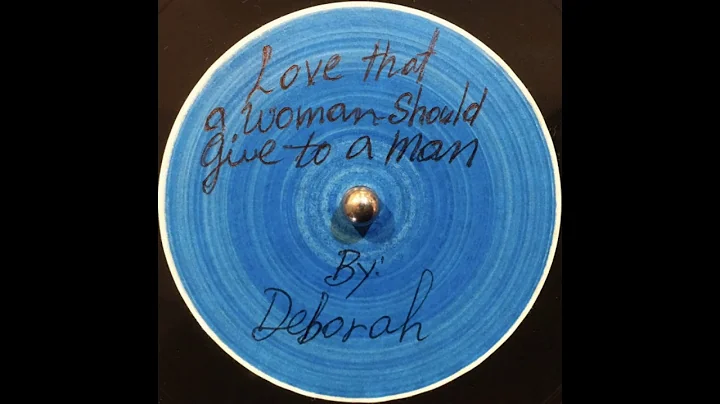 Love that
a woman should
give to a man
By:
Deborah